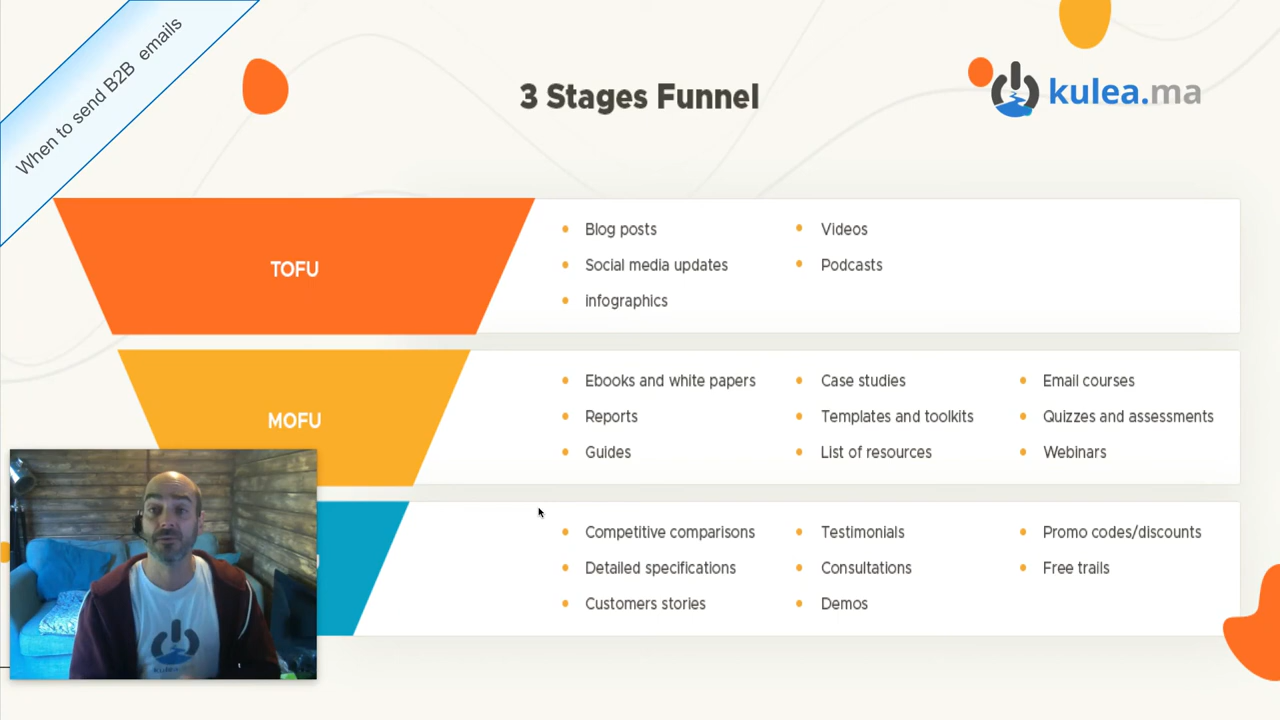 When to send B2B emails
3 Stages Funnel
kulea.ma
TOFU
Blog posts
Social media updates
infographics
Videos
Podcasts
MOFU
Ebooks and white papers
Reports
Guides
Case studies
Templates and toolkits
List of resources
Email courses
Quizzes and assessments
Webinars
Competitive comparisons
Detailed specifications
Customers stories
Testimonials
Consultations
Demos
Promo codes/discounts
Free trails